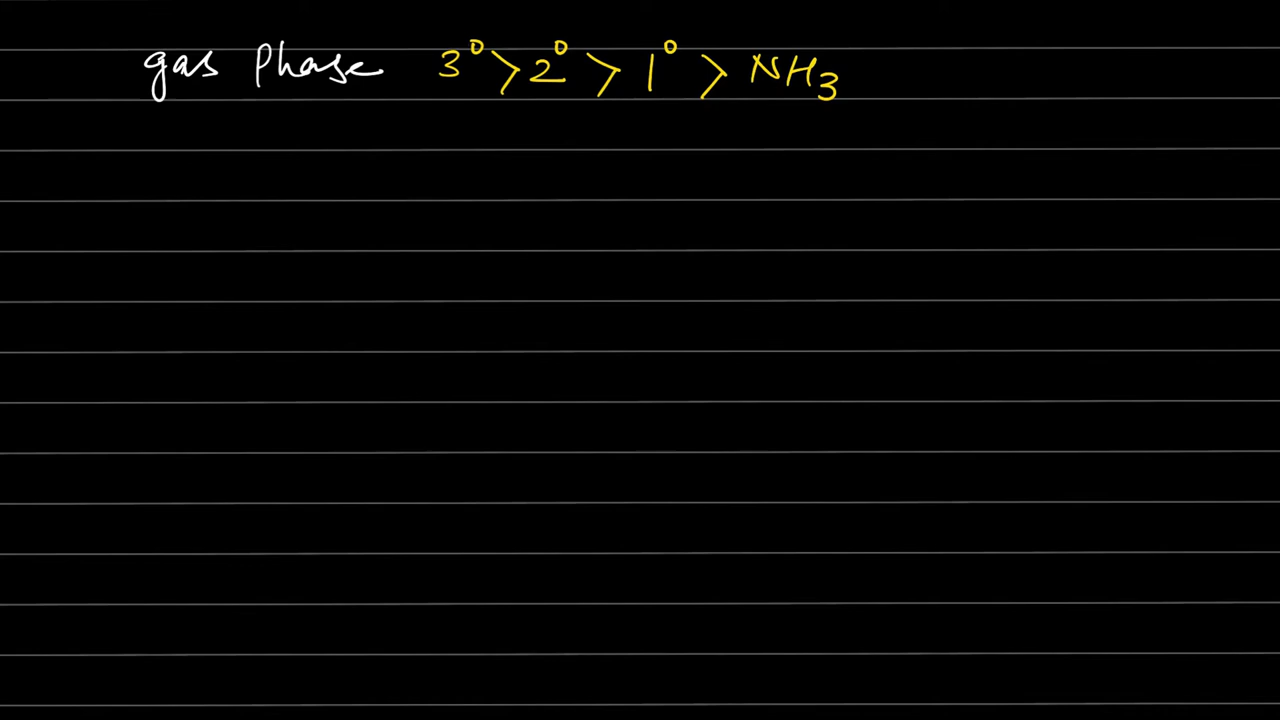 gas phase 3° > 2° > 1° > NH₃